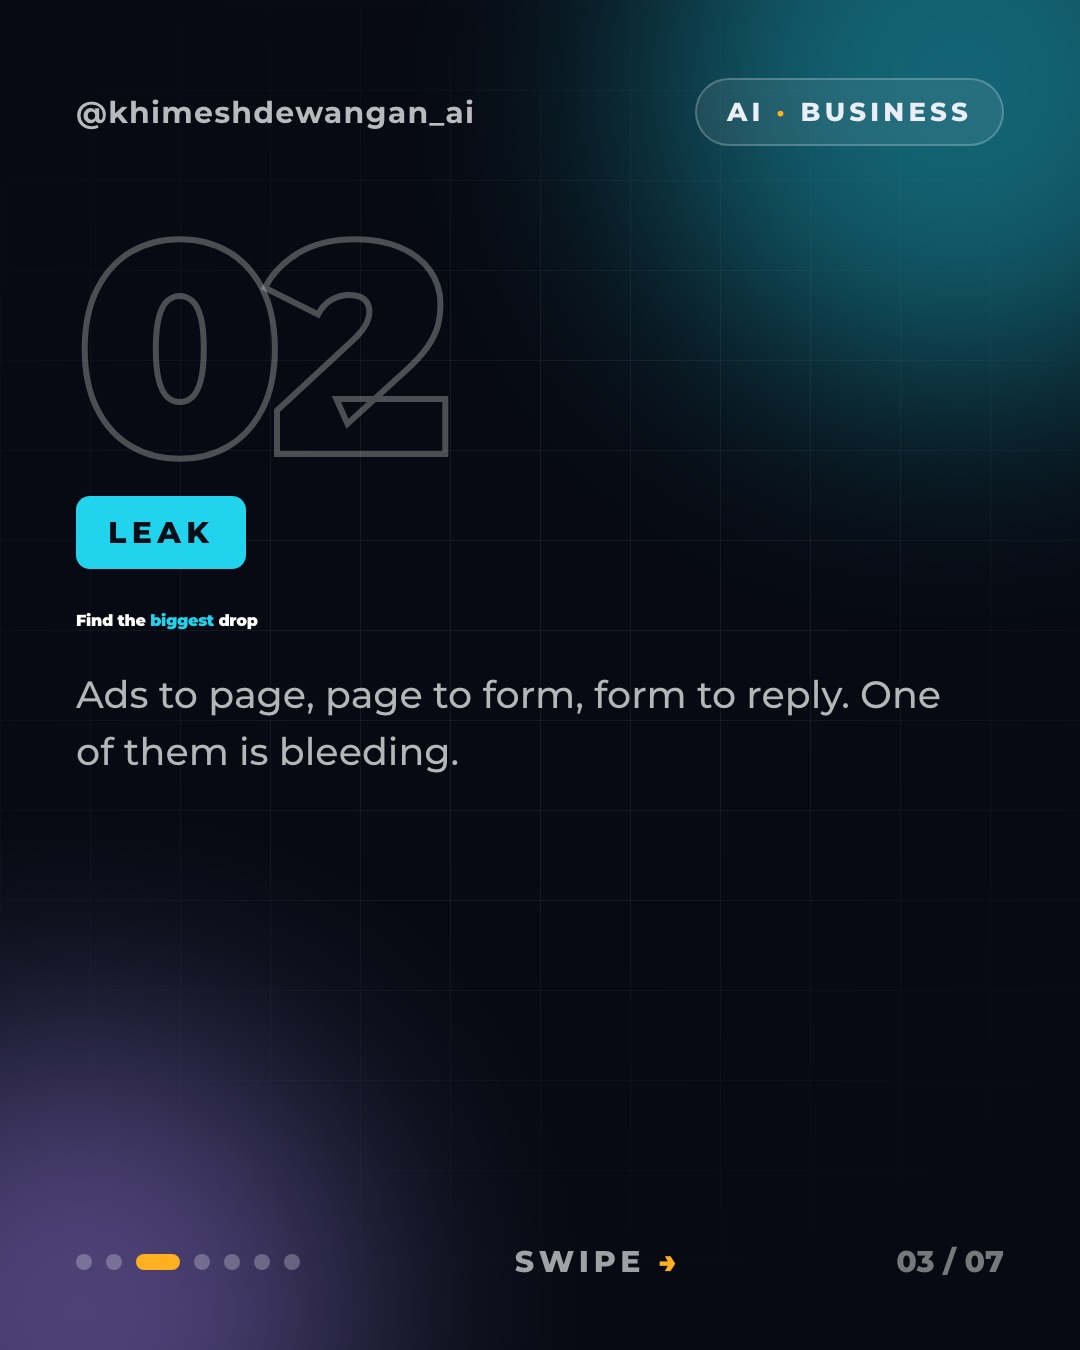 @khimeshdewangan_ai
AI · BUSINESS
02
LEAK
Find the biggest drop
Ads to page, page to form, form to reply. One
of them is bleeding.
SWIPE →
03 / 07